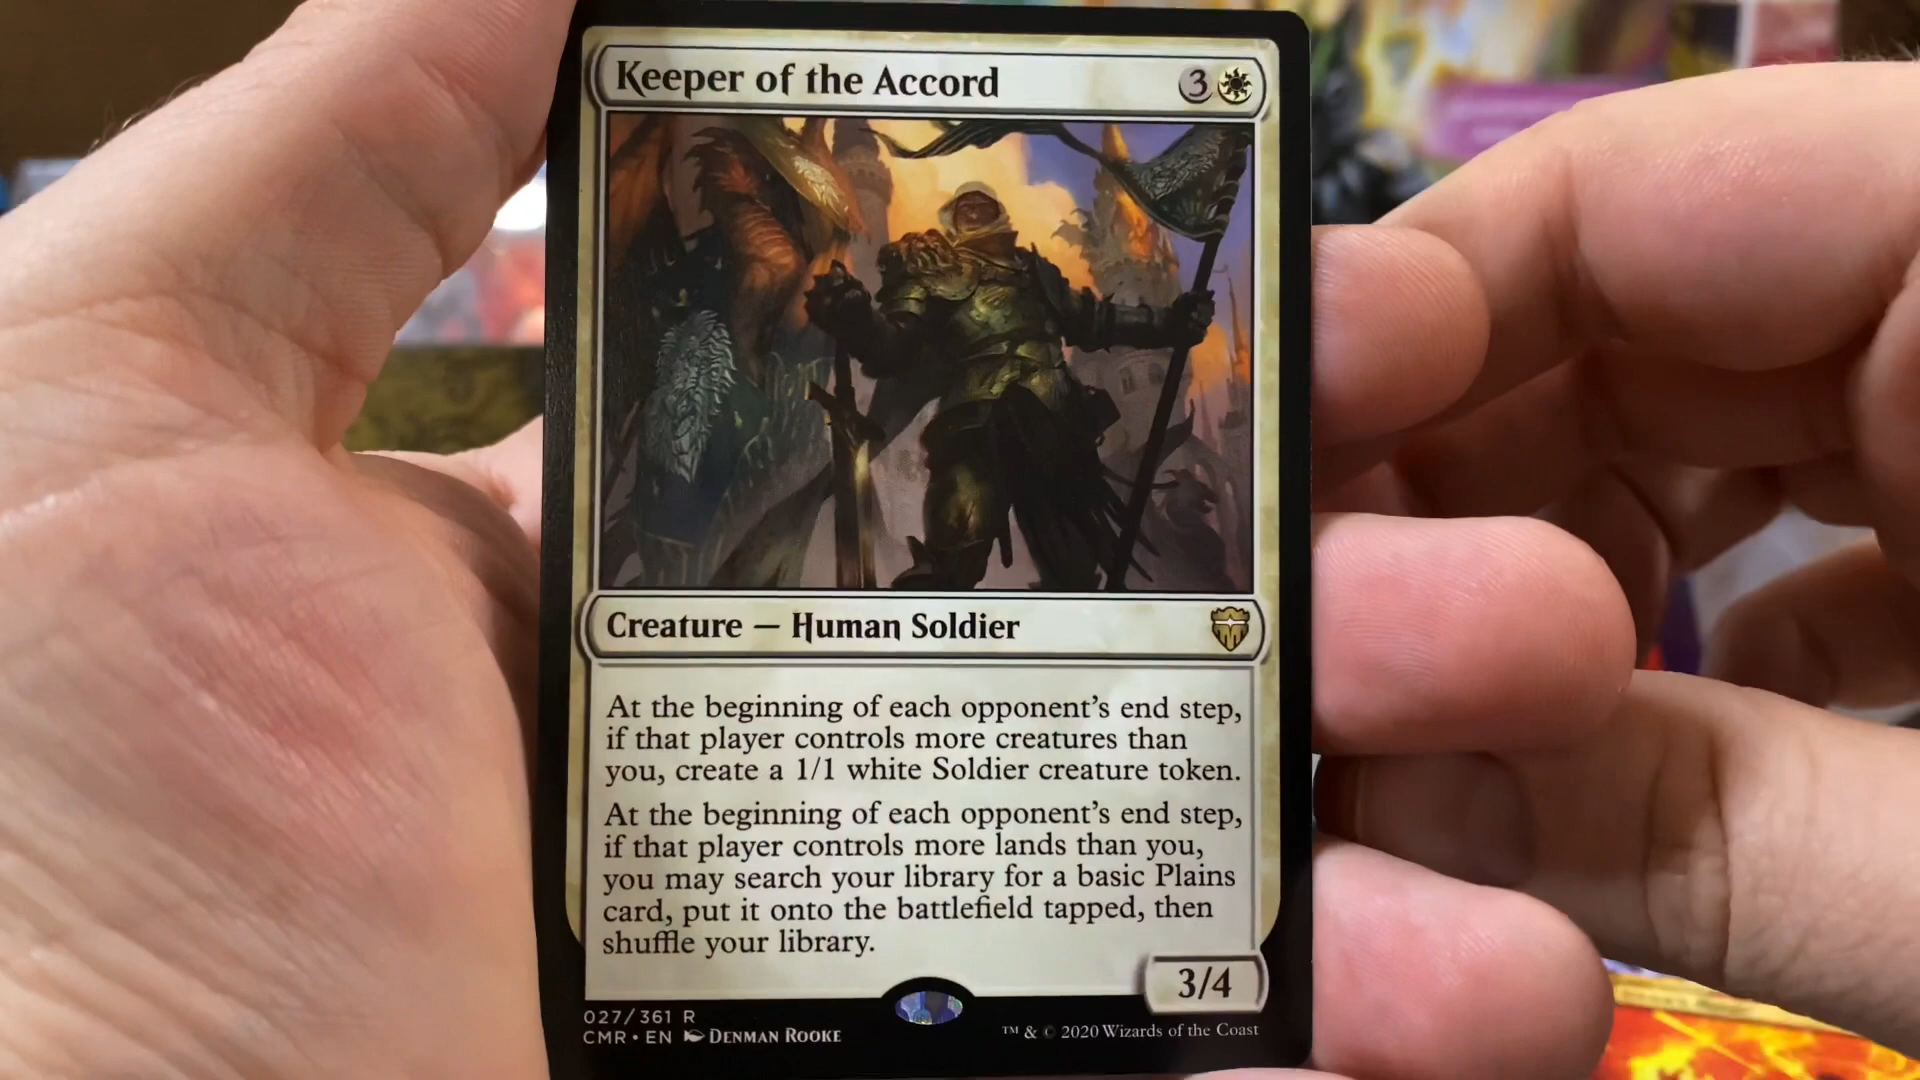 Keeper of the Accord 3
Creature — Human Soldier
At the beginning of each opponent's end step,
if that player controls more creatures than
you, create a 1/1 white Soldier creature token.
At the beginning of each opponent's end step,
if that player controls more lands than you,
you may search your library for a basic Plains
card, put it onto the battlefield tapped, then
shuffle your library.
3/4
027/361 R
CMR • EN DENMAN ROOKE
™ & © 2020 Wizards of the Coast